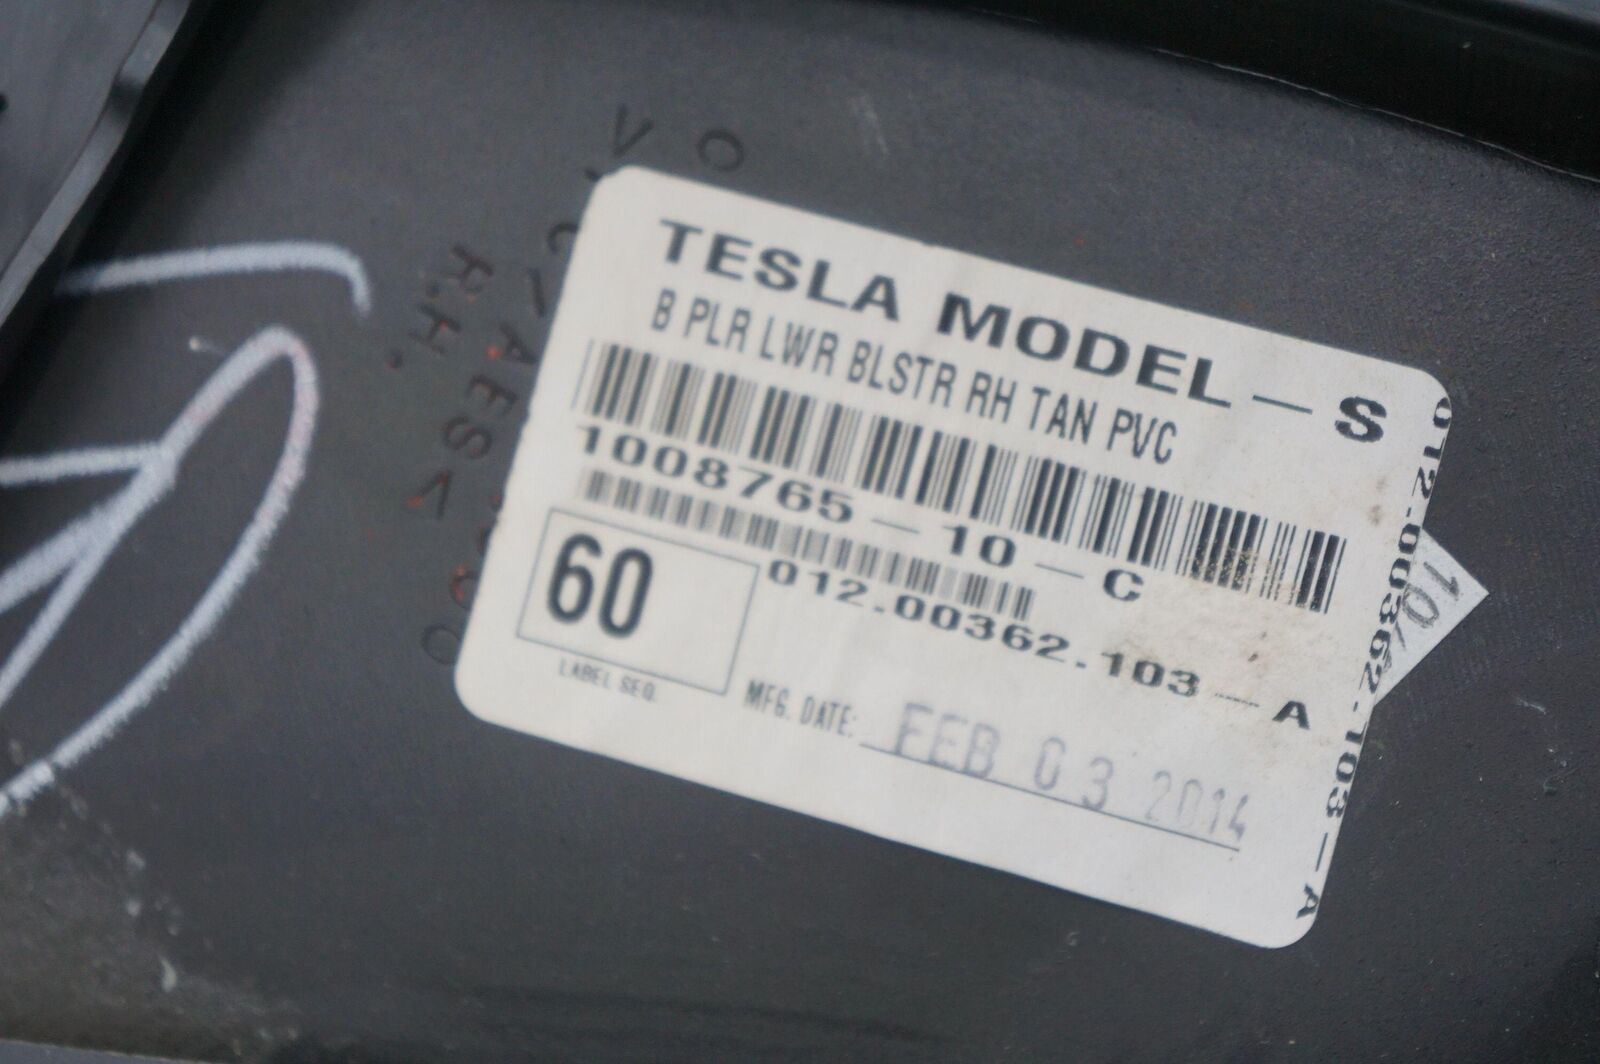 TESLA MODEL - S
B PLR LWR BLSTR RH TAN PVC
1008765-10-C
012.00362.103-A
60
LABEL SEQ.
MFG. DATE: FEB 03 2014
012.00362.103-A
R.H.